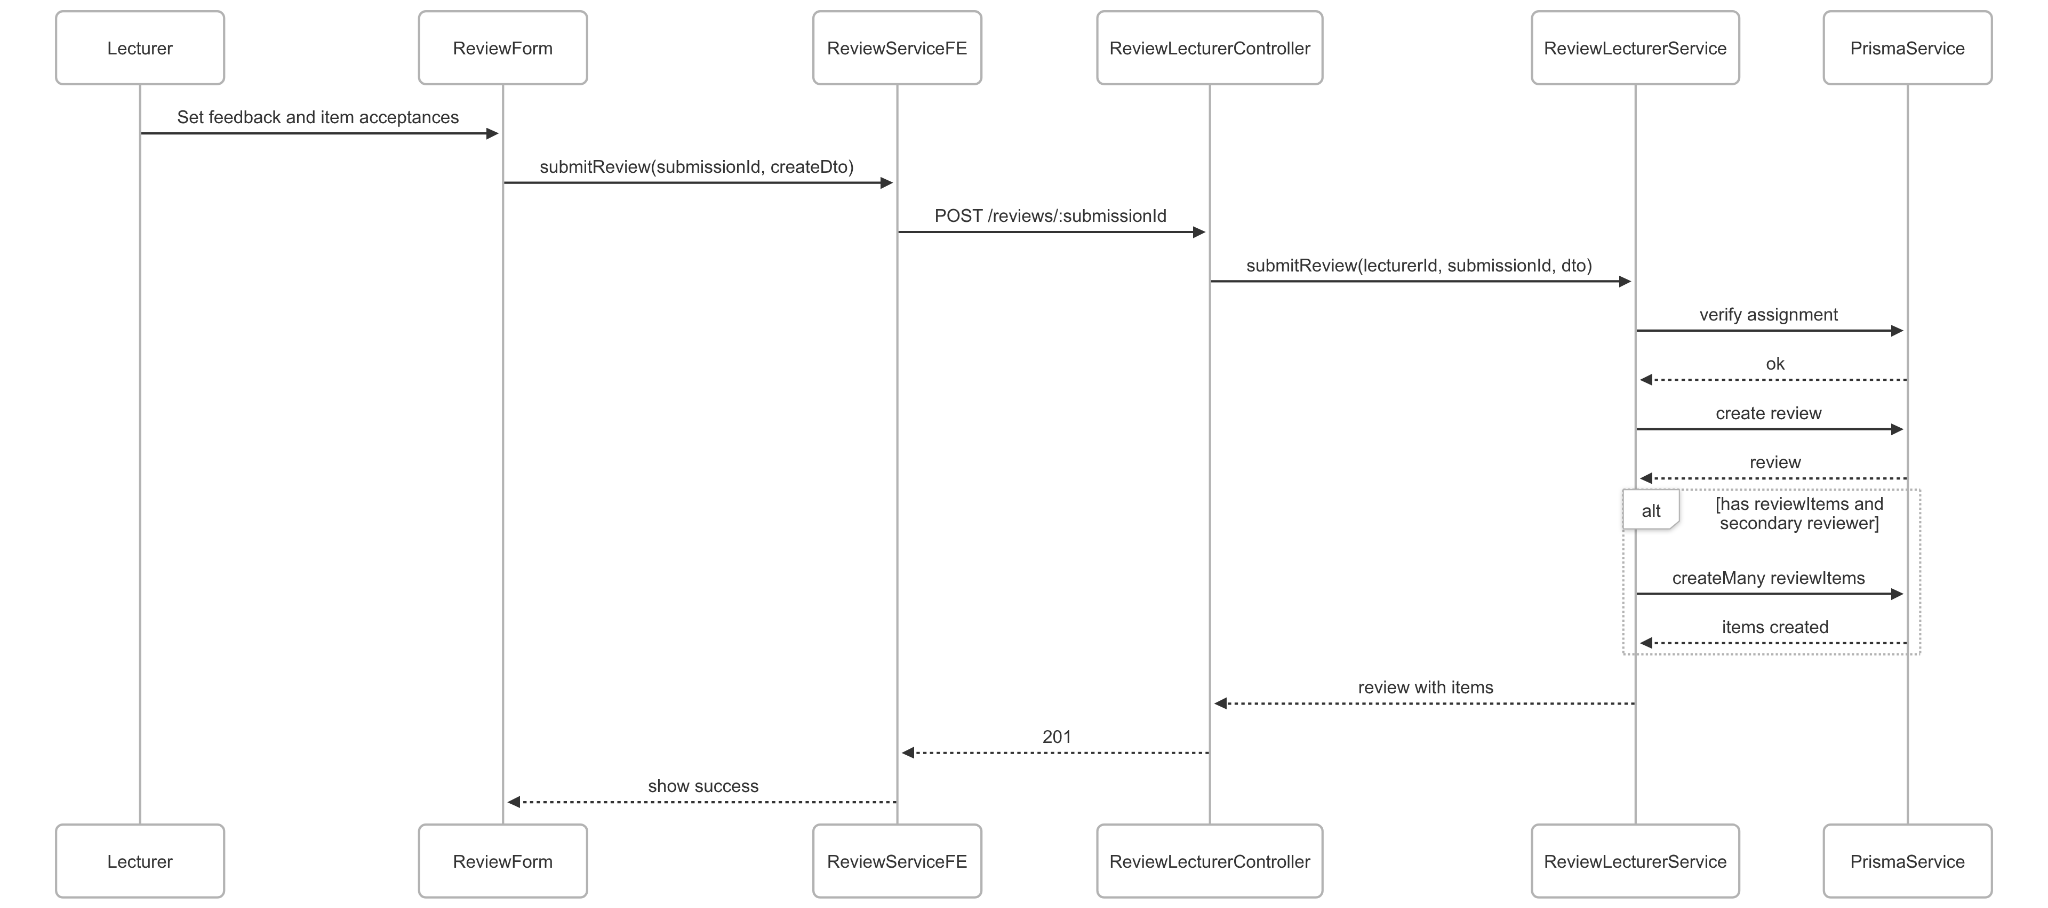 Lecturer
ReviewForm
ReviewServiceFE
ReviewLecturerController
ReviewLecturerService
PrismaService
Set feedback and item acceptances
submitReview(submissionId, createDto)
POST /reviews/:submissionId
submitReview(lecturerId, submissionId, dto)
verify assignment
ok
create review
review
alt
[has reviewItems and
secondary reviewer]
createMany reviewItems
items created
review with items
201
show success
Lecturer
ReviewForm
ReviewServiceFE
ReviewLecturerController
ReviewLecturerService
PrismaService